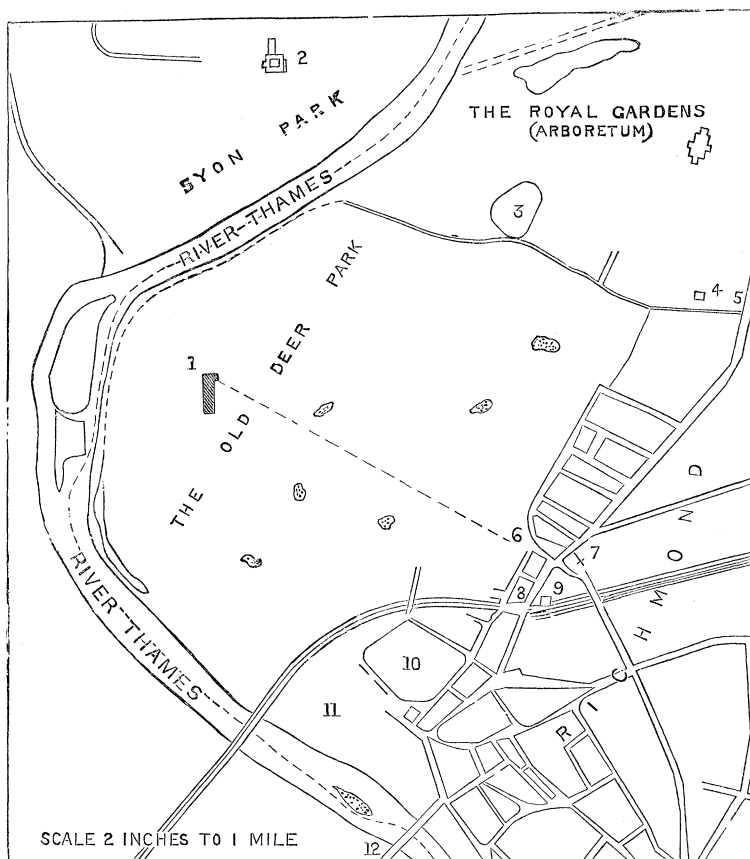 2
SYON PARK
THE ROYAL GARDENS
(ARBORETUM)
RIVER THAMES
3
4
5
1
THE OLD DEER PARK
6
7
8
9
RICHMOND
RIVER THAMES
10
11
12
SCALE 2 INCHES TO 1 MILE